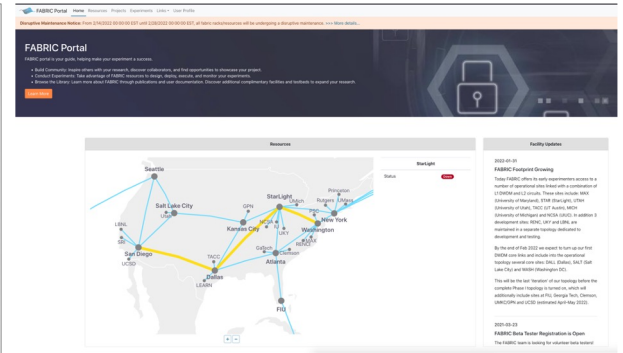 FABRIC Portal Home Resources Projects Experiments Links User Profile
Disruptive Maintenance Notice: From 2/14/2022 00:00:00 EST until 2/28/2022 00:00:00 EST, all fabric racks/resources will be undergoing a disruptive maintenance. >>> More details...
FABRIC Portal
FABRIC portal is your guide, helping make your experiment a success.
• Build Community: Inspire others with your research, discover collaborators, and find opportunities to showcase your project.
• Conduct Experiments: Take advantage of FABRIC resources to design, deploy, execute, and monitor your experiments.
• Browse the Library: Learn more about FABRIC through publications and user documentation. Discover additional complimentary facilities and testbeds to expand your research.
Learn More
Resources
StarLight
Status
Down
Seattle
Salt Lake City
Utah
LBNL
SRI
San Diego
UCSD
GPN
Kansas City
StarLight
UMich
NCSA
IU
UKY
Princeton
Rutgers
UMass
PSC
New York
Washington
MAX
RENCI
TACC
Dallas
LEARN
GaTech
Clemson
Atlanta
FIU
+ −
Facility Updates
2022-01-31
FABRIC Footprint Growing
Today FABRIC offers its early experimenters access to a
number of operational sites linked with a combination of
L1 (DWDM and L2 circuits. These sites include: MAX
(University of Maryland), STAR (StarLight), UTAH
(University of Utah), TACC (UT Austin), MICH
(University of Michigan) and NCSA (UIUC). In addition 3
development sites: RENC, UKY and LBNL are
maintained in a separate topology dedicated to
development and testing.
By the end of Feb 2022 we expect to turn up our first
DWDM core links and include into the operational
topology several core sites: DALL (Dallas), SALT (Salt
Lake City) and WASH (Washington DC).
This will be the last 'iteration' of our topology before the
complete Phase I topology is turned on, which will
additionally include sites at FIU, Georgia Tech, Clemson,
UMKC/GPN and UCSD (estimated April-May 2022).
2021-03-23
FABRIC Beta Tester Registration is Open
The FABRIC team is looking for volunteer beta testers!